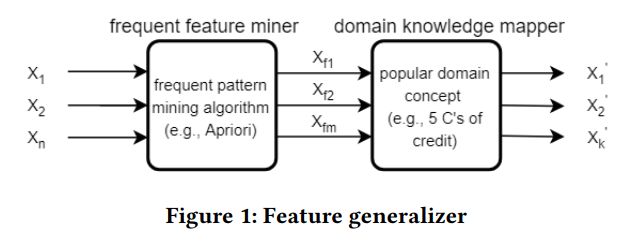 frequent feature miner domain knowledge mapper
X1 Xf1 X1'
X2 Xf2 X2'
Xn Xfm Xk'
frequent pattern
mining algorithm
(e.g., Apriori)
popular domain
concept
(e.g., 5 C's of
credit)
Figure 1: Feature generalizer